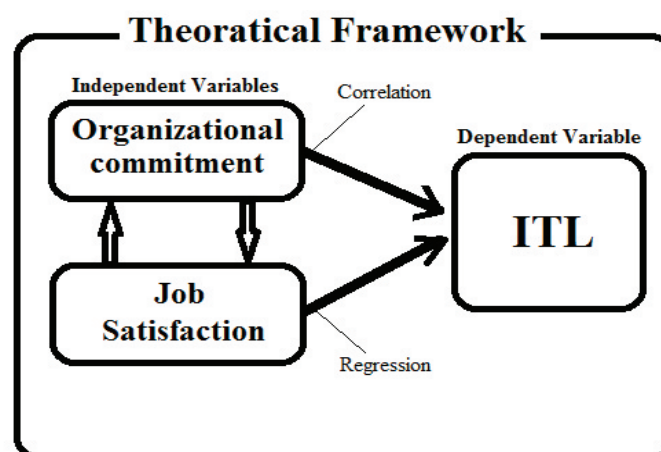 Theoratical Framework
Independent Variables
Organizational
commitment
Correlation
Dependent Variable
ITL
Job
Satisfaction
Regression